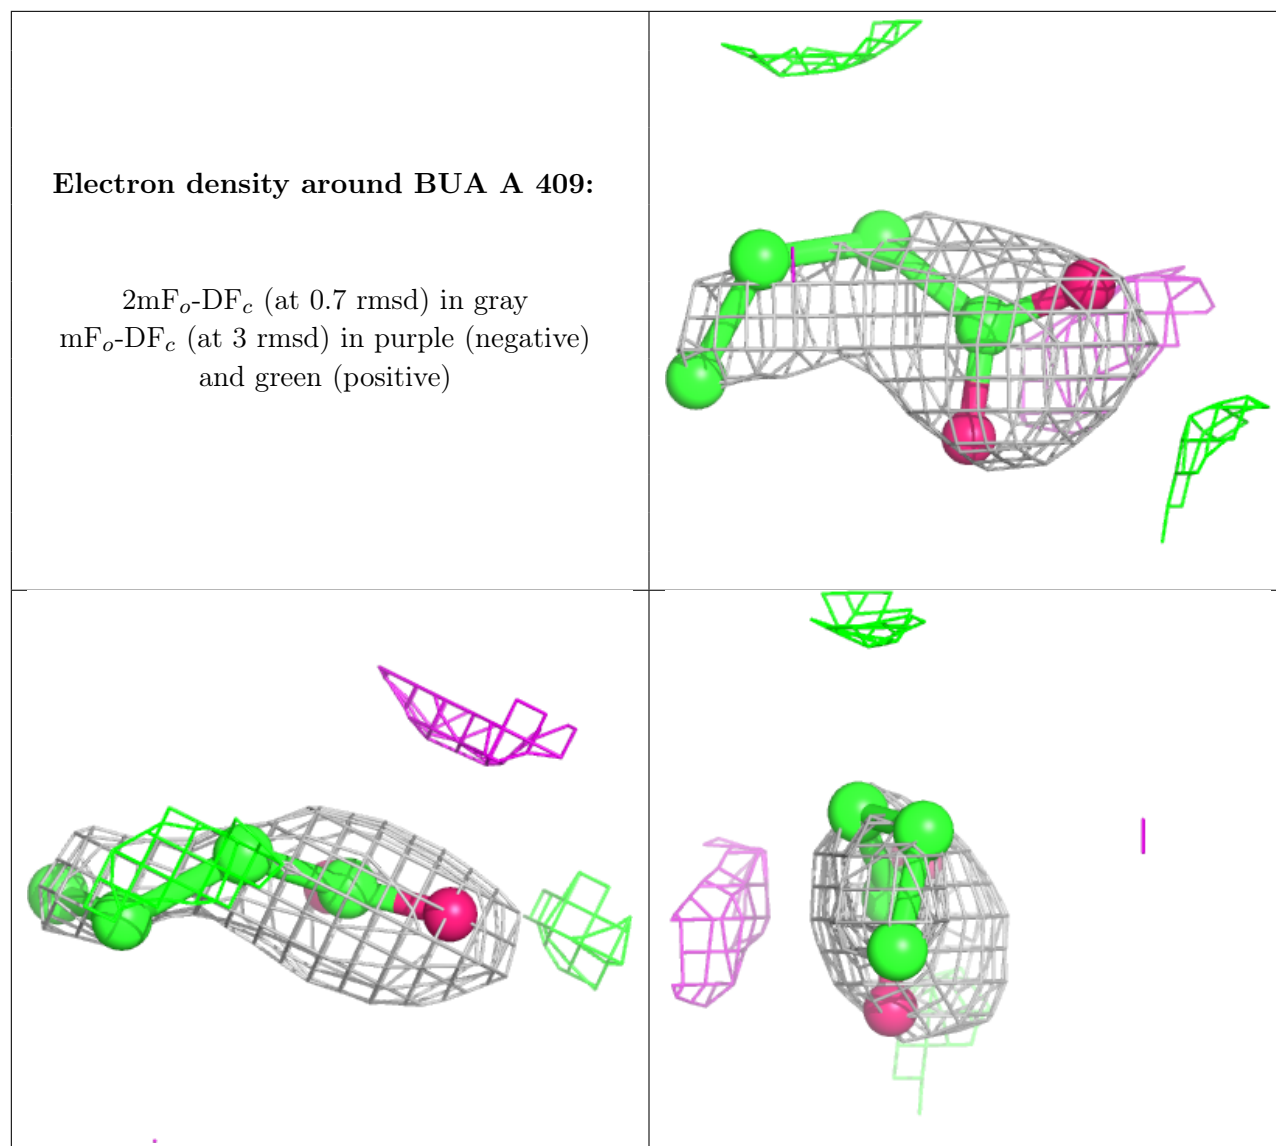 Electron density around BUA A 409:
2mFₒ-DF𝑐 (at 0.7 rmsd) in gray
mFₒ-DF𝑐 (at 3 rmsd) in purple (negative)
and green (positive)